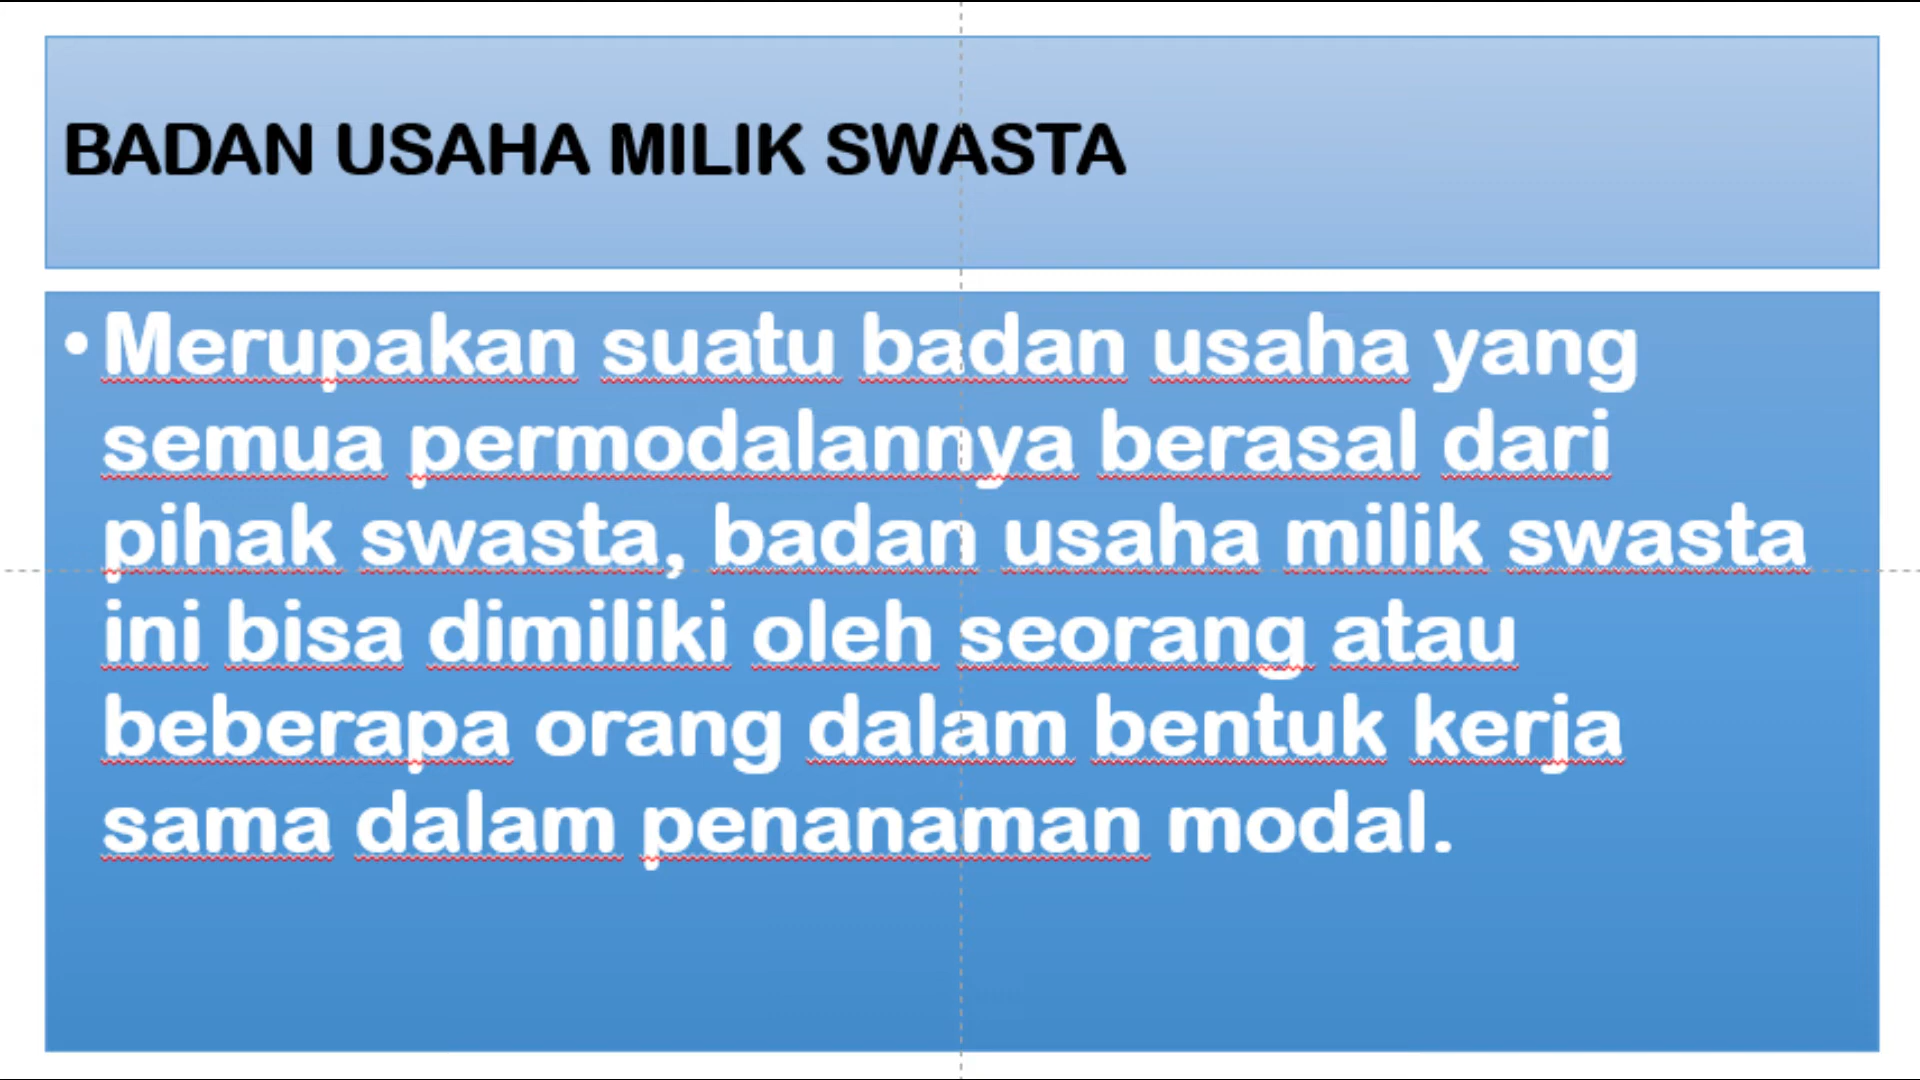 BADAN USAHA MILIK SWASTA
• Merupakan suatu badan usaha yang
semua permodalannya berasal dari
pihak swasta, badan usaha milik swasta
ini bisa dimiliki oleh seorang atau
beberapa orang dalam bentuk kerja
sama dalam penanaman modal.